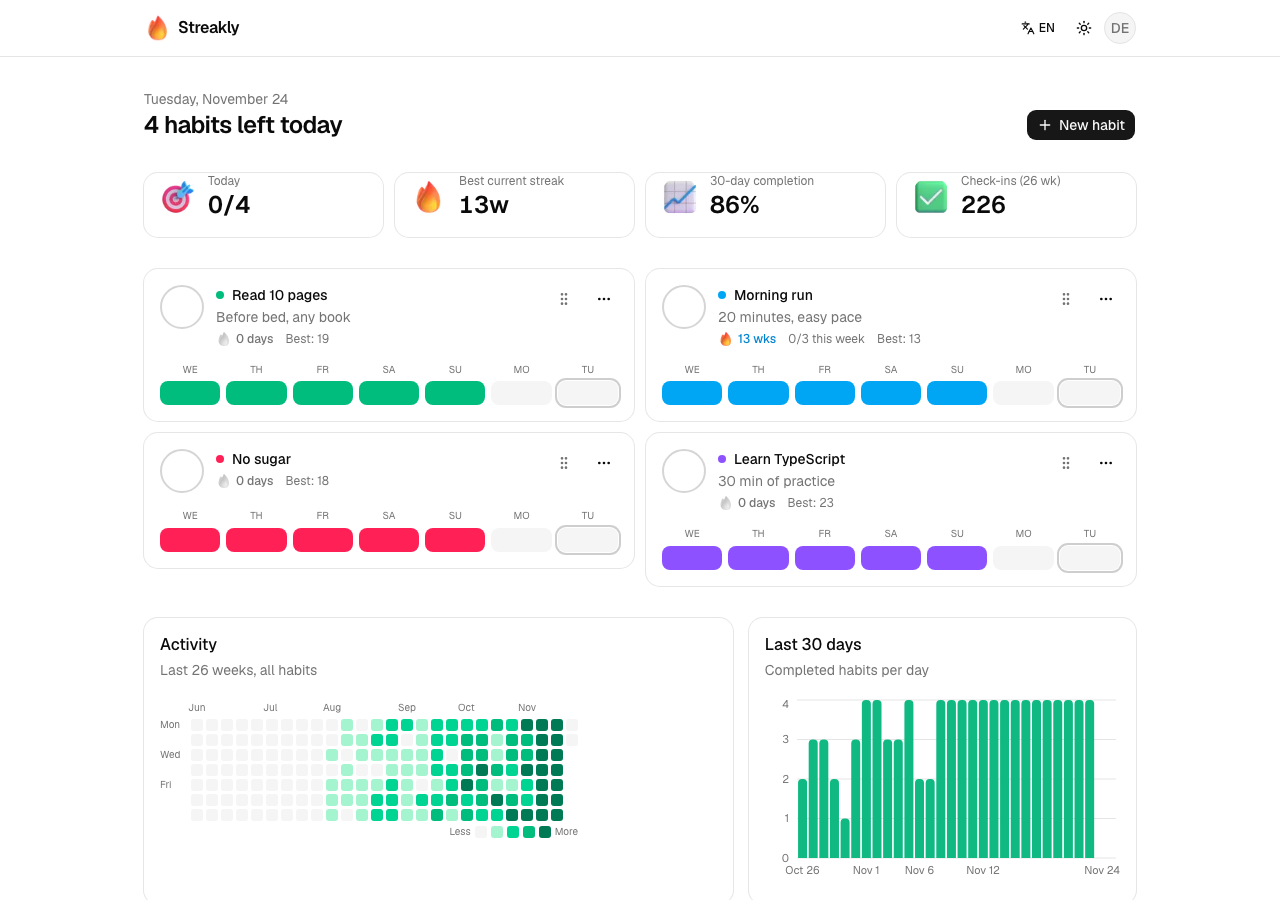 Streakly
EN
DE
Tuesday, November 24
4 habits left today
New habit
Today
0/4
Best current streak
13w
30-day completion
86%
Check-ins (26 wk)
226
Read 10 pages
Before bed, any book
0 days Best: 19
WE TH FR SA SU MO TU
Morning run
20 minutes, easy pace
13 wks 0/3 this week Best: 13
WE TH FR SA SU MO TU
No sugar
0 days Best: 18
WE TH FR SA SU MO TU
Learn TypeScript
30 min of practice
0 days Best: 23
WE TH FR SA SU MO TU
Activity
Last 26 weeks, all habits
Jun Jul Aug Sep Oct Nov
Mon
Wed
Fri
Less More
Last 30 days
Completed habits per day
4
3
2
1
0
Oct 26 Nov 1 Nov 6 Nov 12 Nov 24